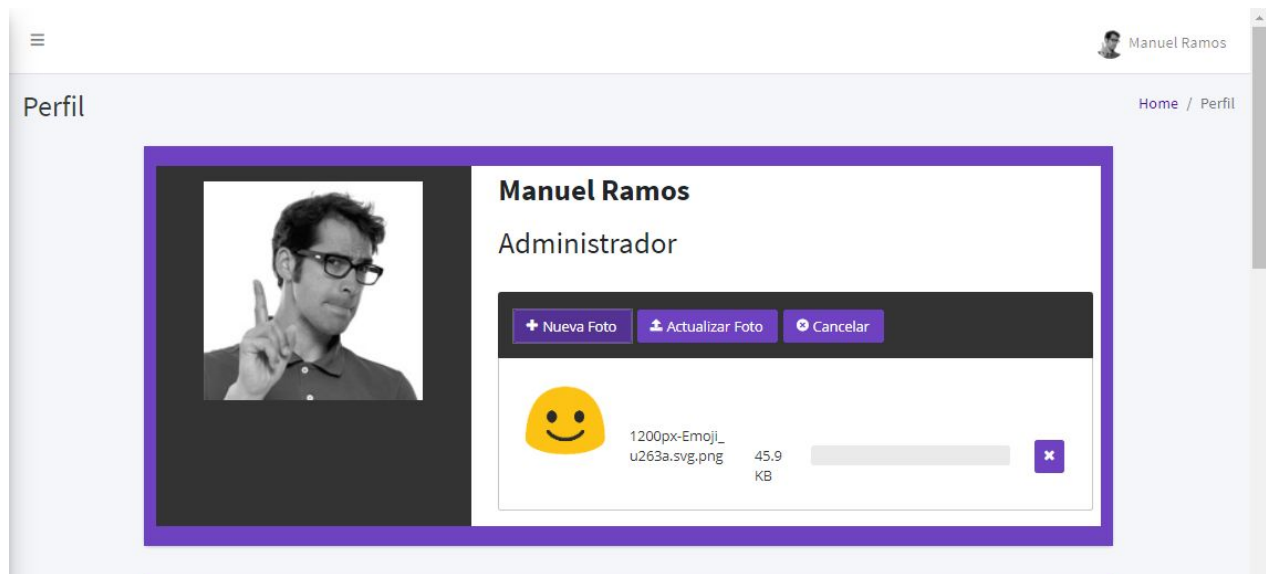 Manuel Ramos
Perfil
Home / Perfil
Manuel Ramos
Administrador
Nueva Foto
Actualizar Foto
Cancelar
1200px-Emoji_
u263a.svg.png
45.9
KB